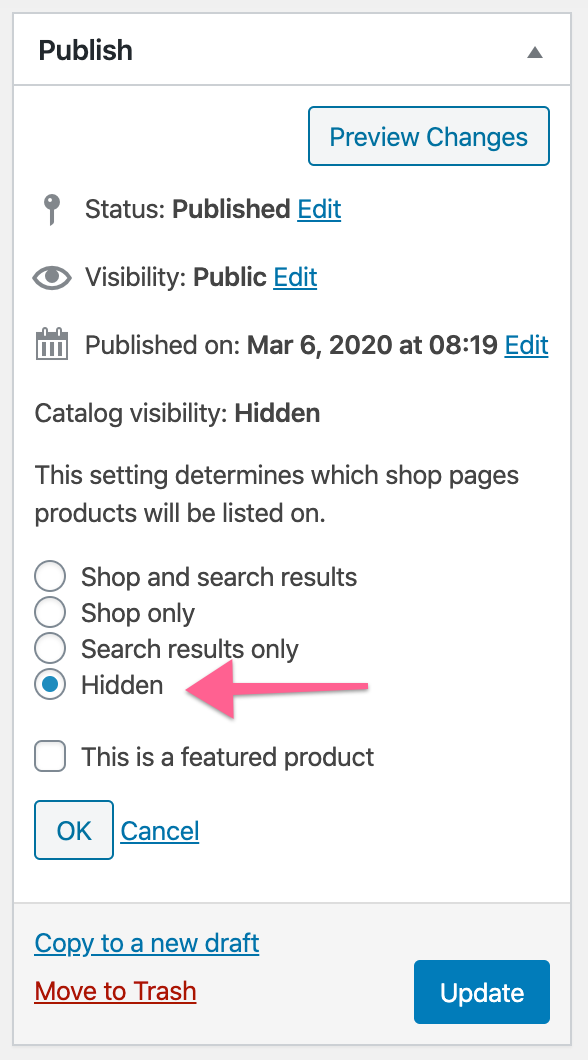 Publish
Preview Changes
Status: Published Edit
Visibility: Public Edit
Published on: Mar 6, 2020 at 08:19 Edit
Catalog visibility: Hidden
This setting determines which shop pages
products will be listed on.
Shop and search results
Shop only
Search results only
Hidden
This is a featured product
OK Cancel
Copy to a new draft
Move to Trash
Update